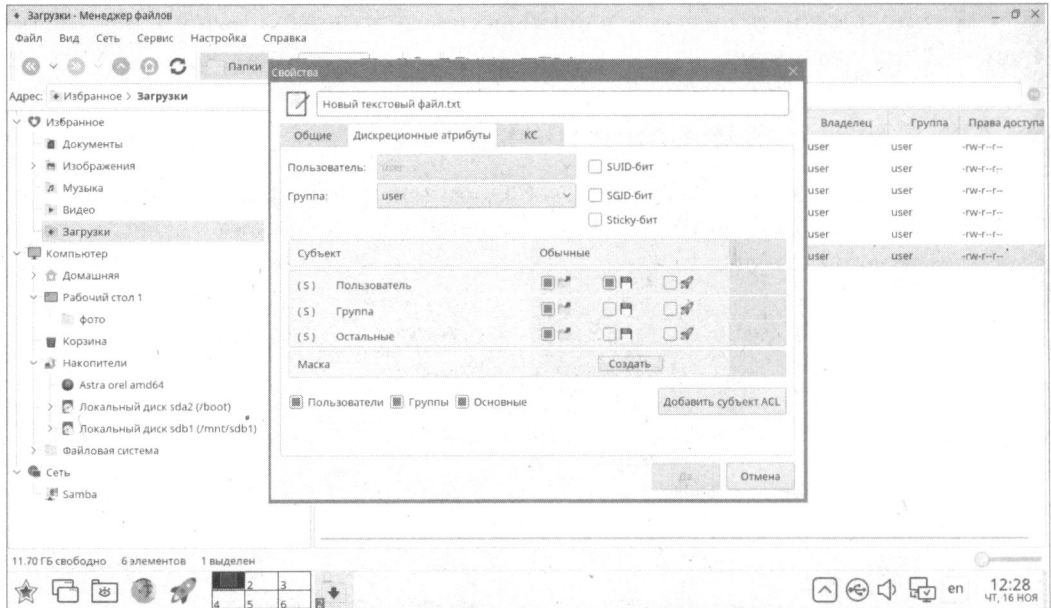 Загрузки - Менеджер файлов
Файл Вид Сеть Сервис Настройка Справка
Папки
Адрес: Избранное > Загрузки
Избранное
Документы
Изображения
Музыка
Видео
Загрузки
Компьютер
Домашняя
Рабочий стол 1
фото
Корзина
Накопители
Astra orel amd64
Локальный диск sda2 (/boot)
Локальный диск sdb1 (/mnt/sdb1)
Файловая система
Сеть
Samba
Свойства
Новый текстовый файл.txt
Общие Дискреционные атрибуты КС
Пользователь: user SUID-бит
Группа: user SGID-бит
Sticky-бит
Субъект Обычные
(S) Пользователь
(S) Группа
(S) Остальные
Маска Создать
Пользователи Группы Основные Добавить субъект ACL
Да Отмена
Владелец Группа Права доступа
user user -rw-r--r--
user user -rw-r--r--
user user -rw-r--r--
user user -rw-r--r--
user user -rw-r--r--
user user -rw-r--r--
11.70 ГБ свободно 6 элементов 1 выделен
2 3
4 5 6
en 12:28
ЧТ, 16 НОЯ